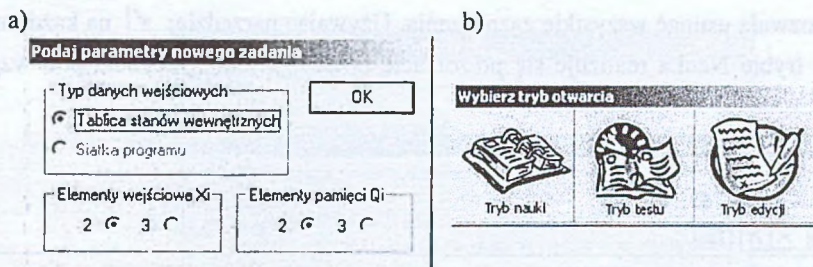 a)
Podaj parametry nowego zadania
Typ danych wejściowych
Tablica stanów wewnętrznych
Siatka programu
OK
Elementy wejściowe Xi
2 3
Elementy pamięci Qi
2 3
b)
Wybierz tryb otwarcia
Tryb nauki
Tryb testu
Tryb edycji